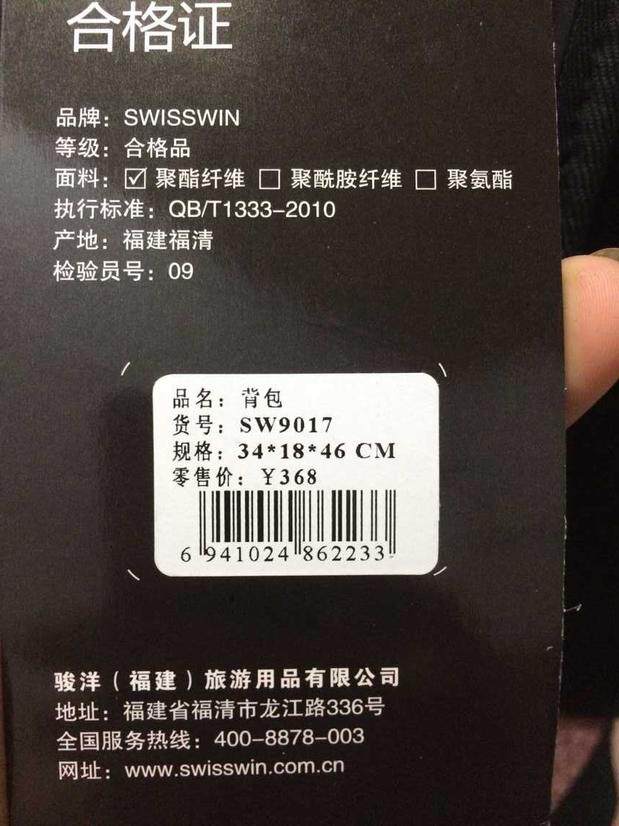 合格证
品牌：SWISSWIN
等级：合格品
面料：☑ 聚酯纤维 □ 聚酰胺纤维 □ 聚氨酯
执行标准：QB/T1333-2010
产地：福建福清
检验员号：09
品名：背包
货号：SW9017
规格：34*18*46 CM
零售价：￥368
6 941024 862233
骏洋（福建）旅游用品有限公司
地址：福建省福清市龙江路336号
全国服务热线：400-8878-003
网址：www.swisswin.com.cn